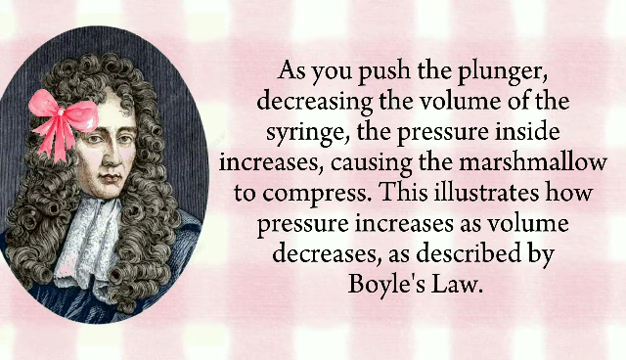 As you push the plunger,
decreasing the volume of the
syringe, the pressure inside
increases, causing the marshmallow
to compress. This illustrates how
pressure increases as volume
decreases, as described by
Boyle's Law.